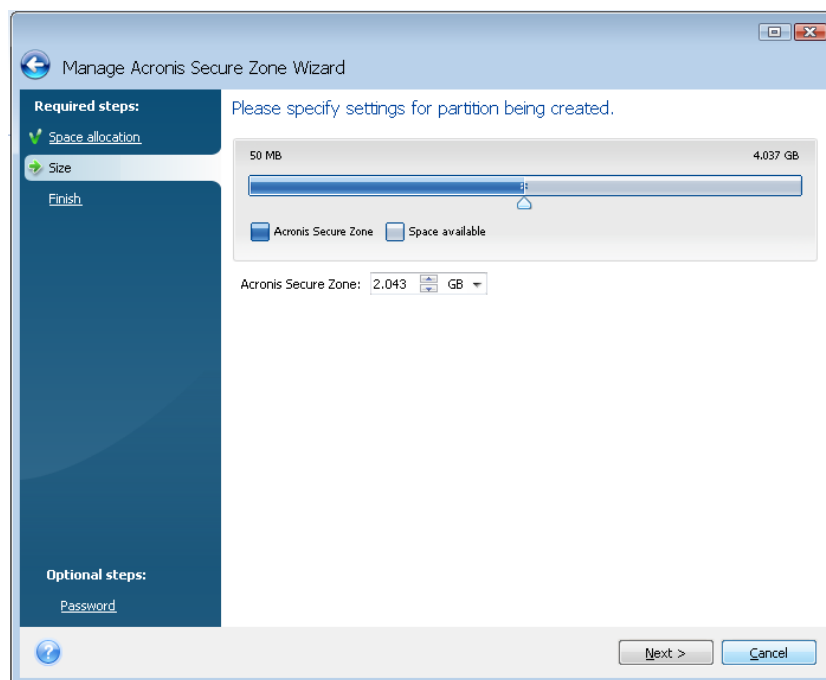 Manage Acronis Secure Zone Wizard
Required steps:
Space allocation
Size
Finish
Please specify settings for partition being created.
50 MB 4.037 GB
Acronis Secure Zone Space available
Acronis Secure Zone: 2.043 GB
Optional steps:
Password
Next > Cancel